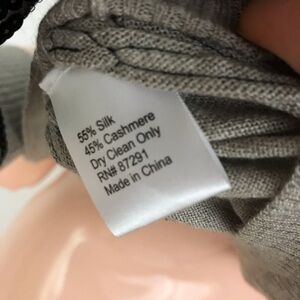 55% Silk
45% Cashmere
Dry Clean Only
RN# 87291
Made in China